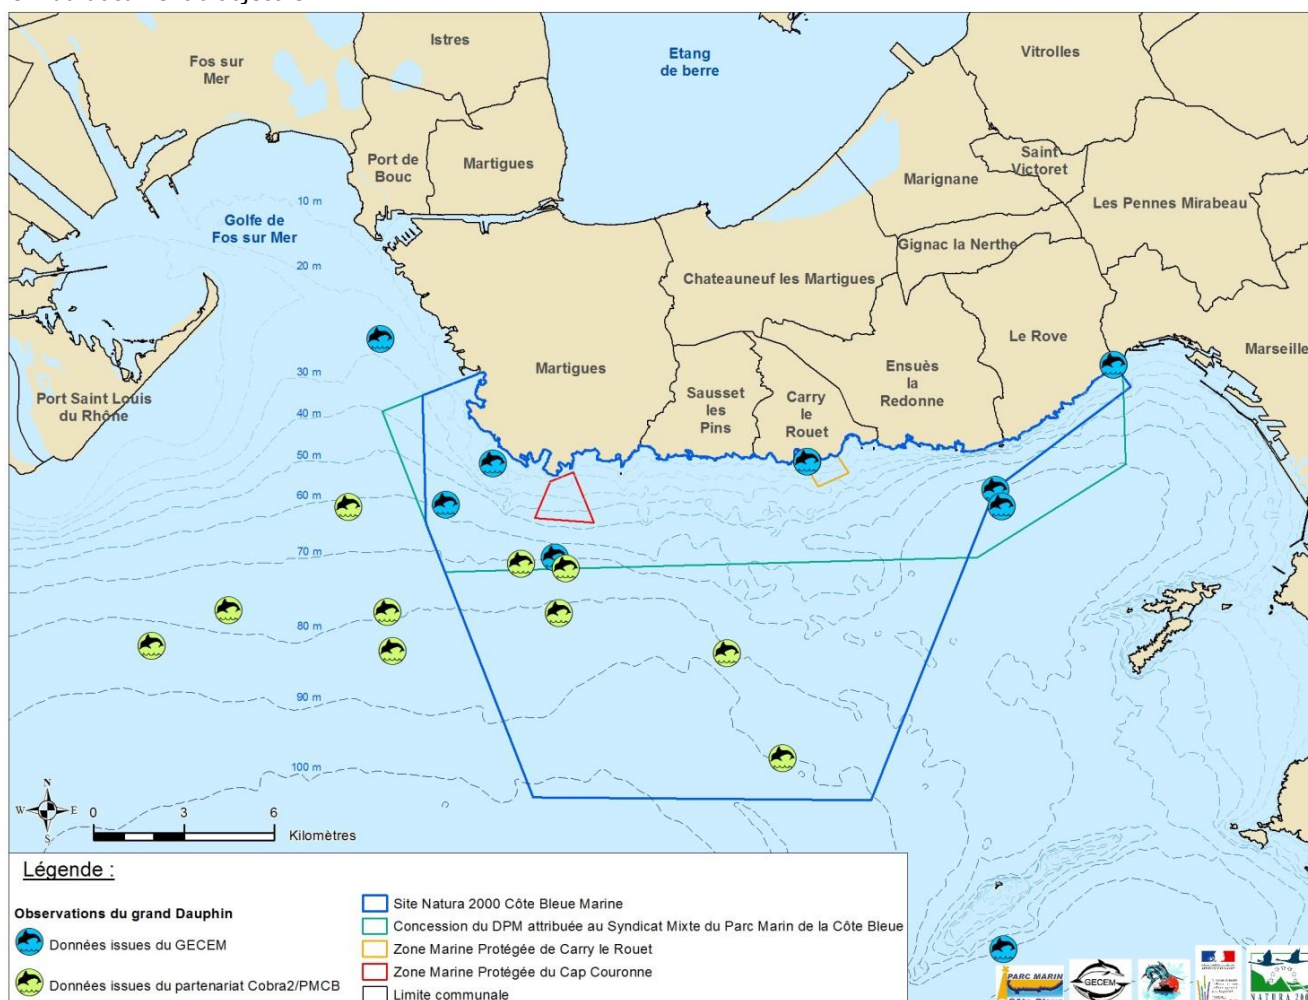 Istres
Vitrolles
Fos sur
Mer
Etang
de berre
Port de
Bouc
Martigues
Saint
Victoret
Marignane
Les Pennes Mirabeau
10 m
Golfe de
Fos sur Mer
Gignac la Nerthe
20 m
Chateauneuf les Martigues
Le Rove
Marseille
30 m
Martigues
Ensuès
la
Redonne
Port Saint Louis
du Rhône
Sausset
les
Pins
Carry
le
Rouet
40 m
50 m
60 m
70 m
80 m
90 m
100 m
N
W
E
S
0
3
6
Kilomètres
Légende :
Observations du grand Dauphin
Données issues du GECEM
Données issues du partenariat Cobra2/PMCB
Site Natura 2000 Côte Bleue Marine
Concession du DPM attribuée au Syndicat Mixte du Parc Marin de la Côte Bleue
Zone Marine Protégée de Carry le Rouet
Zone Marine Protégée du Cap Couronne
Limite communale
PARC MARIN
GECEM